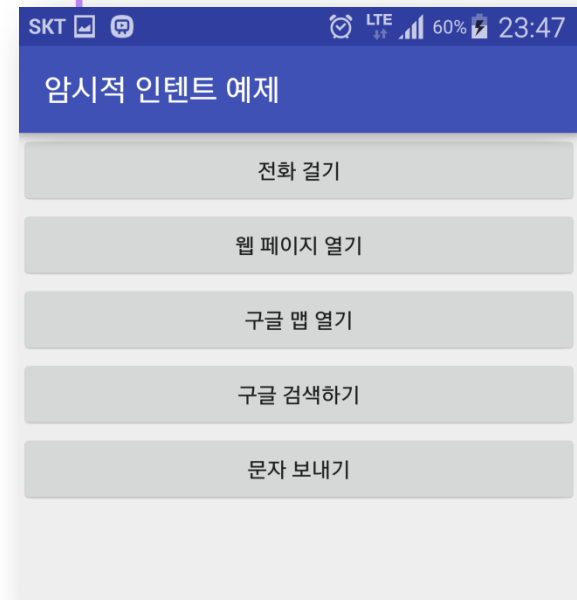 SKT LTE 60% 23:47
암시적 인텐트 예제
전화 걸기
웹 페이지 열기
구글 맵 열기
구글 검색하기
문자 보내기